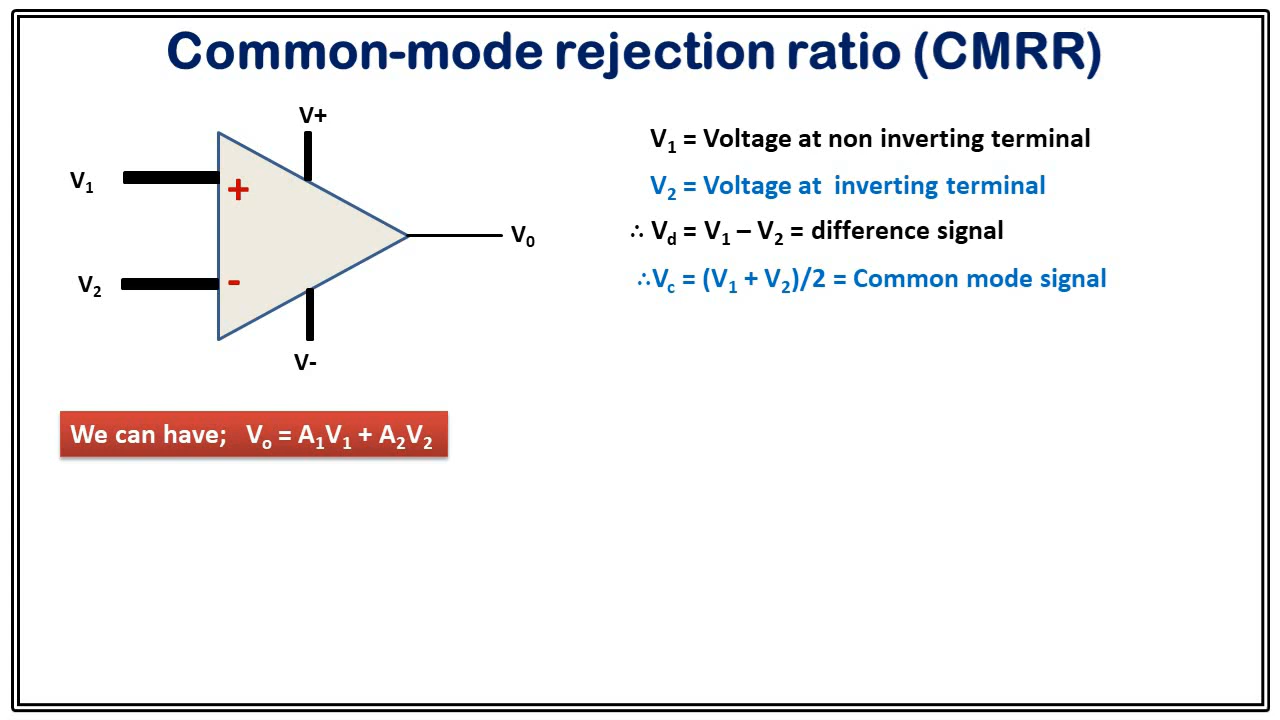 Common-mode rejection ratio (CMRR)
V+
V₁
+
V₀
V₂
-
V-
V₁ = Voltage at non inverting terminal
V₂ = Voltage at inverting terminal
∴ V_d = V₁ – V₂ = difference signal
∴V_c = (V₁ + V₂)/2 = Common mode signal
We can have; Vₒ = A₁V₁ + A₂V₂